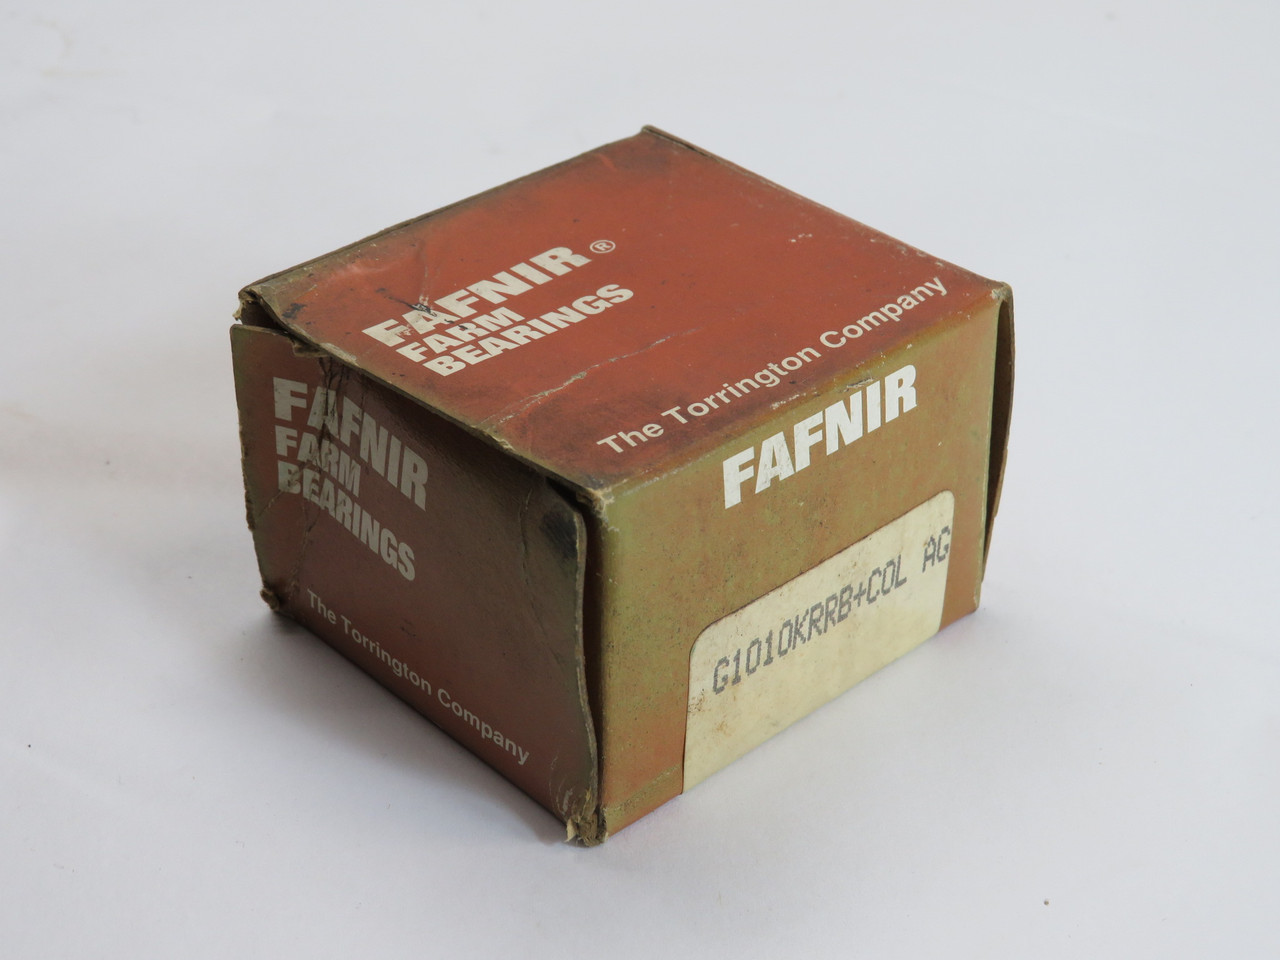 FAFNIR®
FARM
BEARINGS
The Torrington Company
FAFNIR
FARM
BEARINGS
The Torrington Company
FAFNIR
G1010KRRB+COL AG